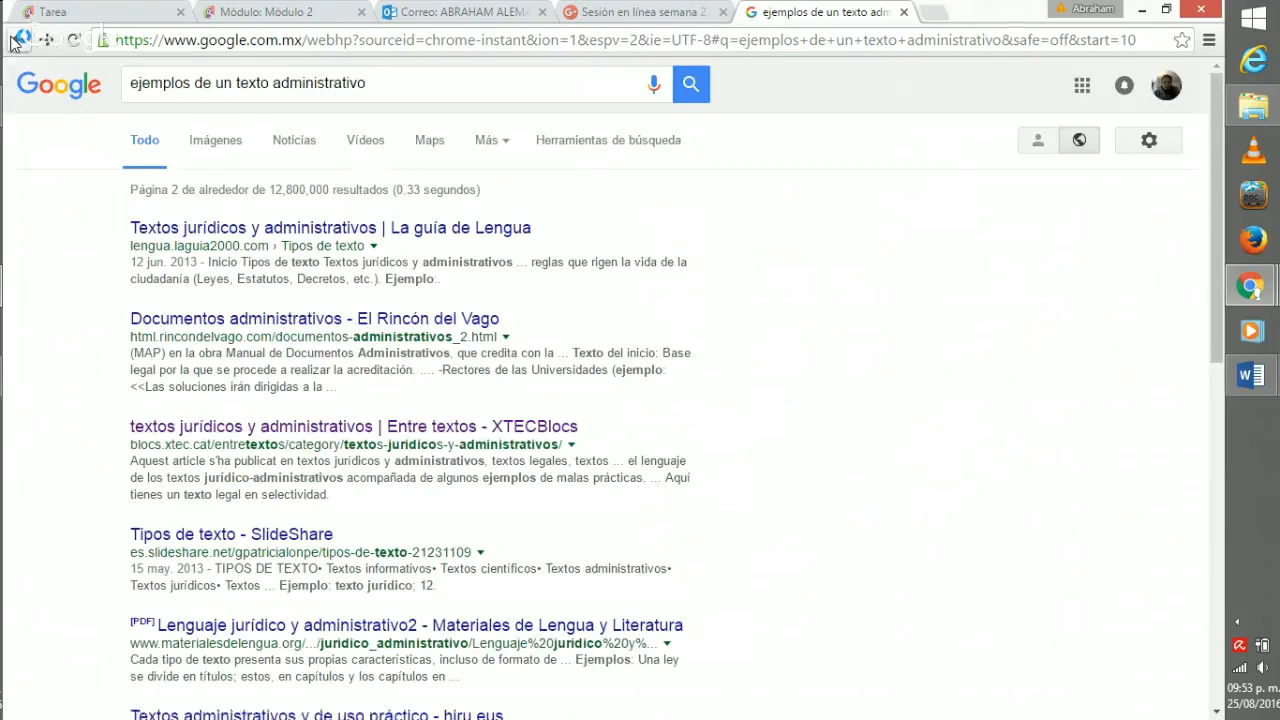 Tarea
Módulo: Módulo 2
Correo: ABRAHAM ALEM
Sesión en línea semana 2
ejemplos de un texto adm
Abraham
https://www.google.com.mx/webhp?sourceid=chrome-instant&ion=1&espv=2&ie=UTF-8#q=ejemplos+de+un+texto+administrativo&safe=off&start=10
Google
ejemplos de un texto administrativo
Todo Imágenes Noticias Vídeos Maps Más Herramientas de búsqueda
Página 2 de alrededor de 12,800,000 resultados (0.33 segundos)
Textos jurídicos y administrativos | La guía de Lengua
lengua.laguia2000.com › Tipos de texto
12 jun. 2013 - Inicio Tipos de texto Textos jurídicos y administrativos ... reglas que rigen la vida de la
ciudadanía (Leyes, Estatutos, Decretos, etc.). Ejemplo:.
Documentos administrativos - El Rincón del Vago
html.rincondelvago.com/documentos-administrativos_2.html
(MAP) en la obra Manual de Documentos Administrativos, que credita con la ... Texto del inicio: Base
legal por la que se procede a realizar la acreditación. .... -Rectores de las Universidades (ejemplo:
<<Las soluciones irán dirigidas a la ...
textos jurídicos y administrativos | Entre textos - XTECBlocs
blocs.xtec.cat/entretextos/category/textos-juridicos-y-administrativos/
Aquest article s'ha publicat en textos jurídicos y administrativos, textos legales, textos ... el lenguaje
de los textos jurídico-administrativos acompañada de algunos ejemplos de malas prácticas. ... Aquí
tienes un texto legal en selectividad.
Tipos de texto - SlideShare
es.slideshare.net/gpatricialonpe/tipos-de-texto-21231109
15 may. 2013 - TIPOS DE TEXTO• Textos informativos• Textos científicos• Textos administrativos•
Textos jurídicos• Textos ... Ejemplo: texto jurídico; 12.
[PDF] Lenguaje jurídico y administrativo2 - Materiales de Lengua y Literatura
www.materialesdelengua.org/.../juridico_administrativo/Lenguaje%20juridico%20y%...
Cada tipo de texto presenta sus propias características, incluso de formato de ... Ejemplos: Una ley
se divide en títulos; estos, en capítulos y los capítulos en ...
Textos administrativos y de uso práctico - hiru.eus
09:53 p. m.
25/08/2016